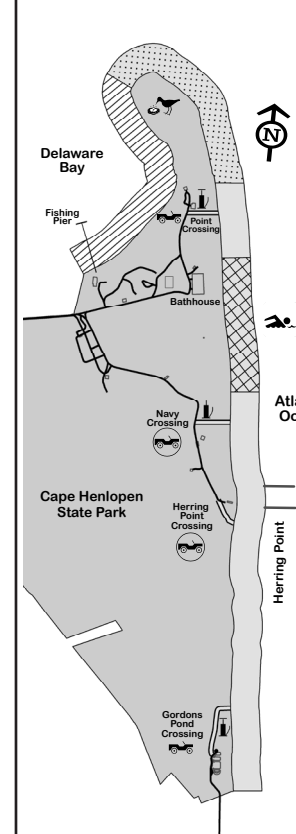 N
Delaware
Bay
Fishing
Pier
Point
Crossing
Bathhouse
Navy
Crossing
Atla
Oc
Cape Henlopen
State Park
Herring
Point
Crossing
Herring Point
Gordons
Pond
Crossing